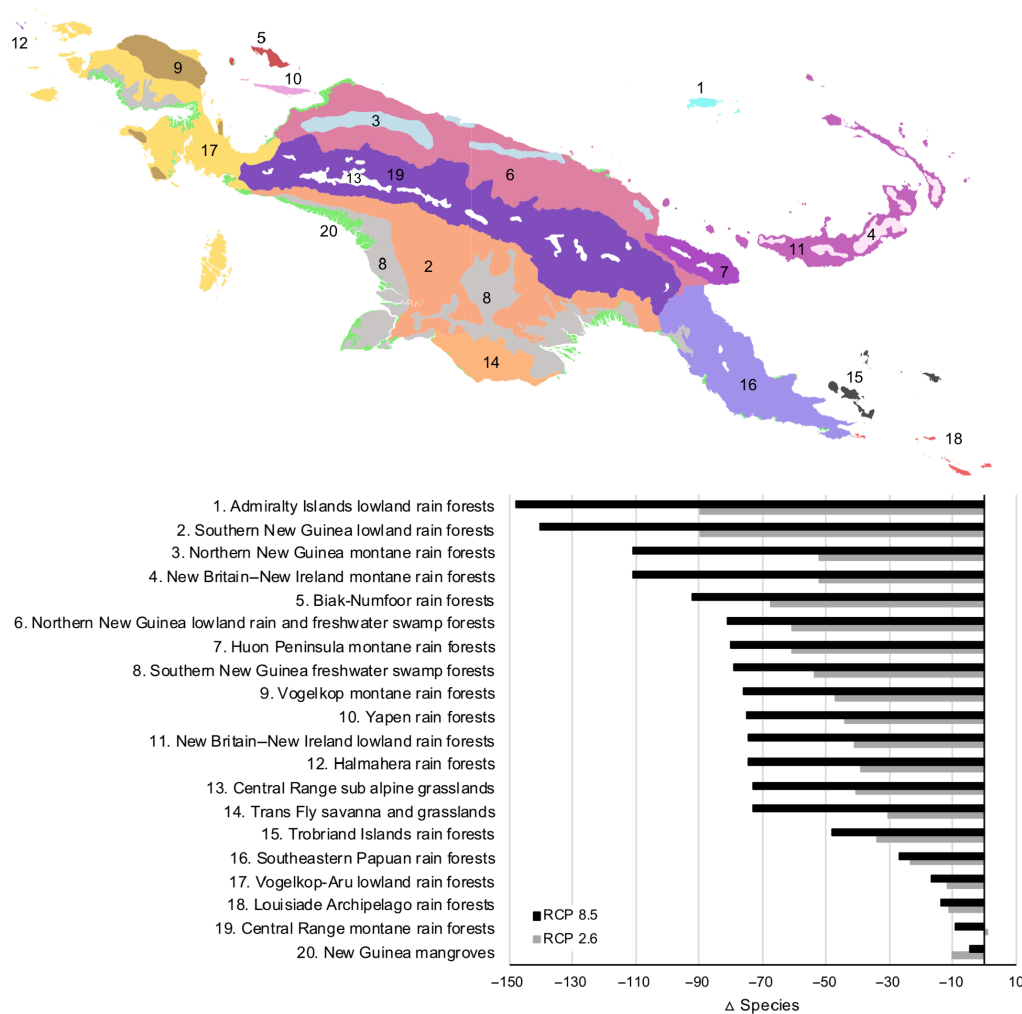 12
5
9
10
1
3
17
13
19
6
20
4
11
8
2
7
8
14
16
15
18
1. Admiralty Islands lowland rain forests
2. Southern New Guinea lowland rain forests
3. Northern New Guinea montane rain forests
4. New Britain–New Ireland montane rain forests
5. Biak-Numfoor rain forests
6. Northern New Guinea lowland rain and freshwater swamp forests
7. Huon Peninsula montane rain forests
8. Southern New Guinea freshwater swamp forests
9. Vogelkop montane rain forests
10. Yapen rain forests
11. New Britain–New Ireland lowland rain forests
12. Halmahera rain forests
13. Central Range sub alpine grasslands
14. Trans Fly savanna and grasslands
15. Trobriand Islands rain forests
16. Southeastern Papuan rain forests
17. Vogelkop-Aru lowland rain forests
18. Louisiade Archipelago rain forests
19. Central Range montane rain forests
20. New Guinea mangroves
RCP 8.5
RCP 2.6
−150 −130 −110 −90 −70 −50 −30 −10 10
Δ Species